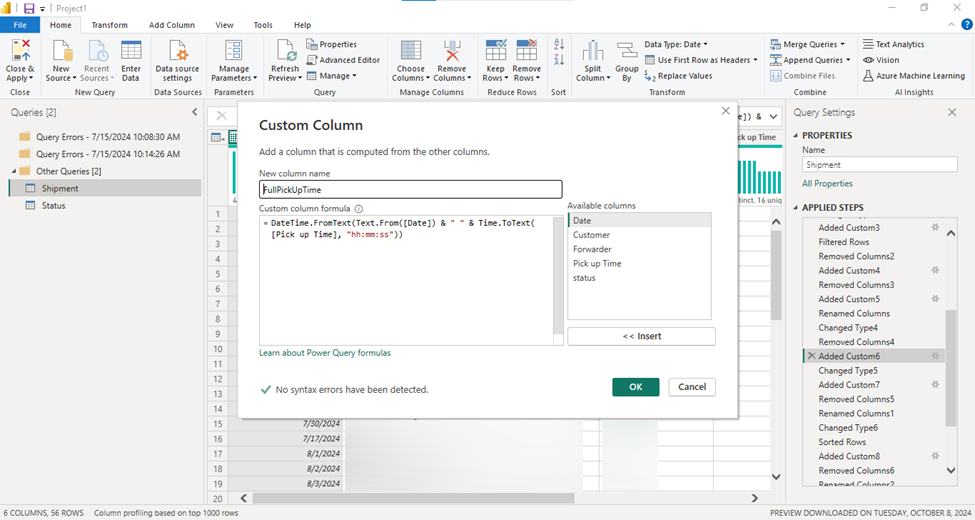 Project1
File Home Transform Add Column View Tools Help
Close & Apply
New Source
Recent Sources
Enter Data
Data source settings
Manage Parameters
Refresh Preview
Properties
Advanced Editor
Manage
Choose Columns
Remove Columns
Keep Rows
Remove Rows
Split Column
Group By
Data Type: Date
Use First Row as Headers
Replace Values
Merge Queries
Append Queries
Combine Files
Text Analytics
Vision
Azure Machine Learning
Close New Query Data Sources Parameters Query Manage Columns Reduce Rows Sort Transform Combine AI Insights
Queries [2]
Query Errors - 7/15/2024 10:08:30 AM
Query Errors - 7/15/2024 10:14:26 AM
Other Queries [2]
Shipment
Status
Custom Column
Add a column that is computed from the other columns.
New column name
FullPickUpTime
Custom column formula
= DateTime.FromText(Text.From([Date]) & " " & Time.ToText(
[Pick up Time], "hh:mm:ss"))
Available columns
Date
Customer
Forwarder
Pick up Time
status
<< Insert
Learn about Power Query formulas
No syntax errors have been detected.
OK Cancel
1
2
3
4
5
6
7
8
9
10
11
12
13
14
15 7/30/2024
16 7/17/2024
17 8/1/2024
18 8/2/2024
19 8/3/2024
20
]) &
ck up Time
tinct, 16 uniq
Query Settings
PROPERTIES
Name
Shipment
All Properties
APPLIED STEPS
Added Custom3
Filtered Rows
Removed Columns2
Added Custom4
Removed Columns3
Added Custom5
Renamed Columns
Changed Type4
Removed Columns4
Added Custom6
Changed Type5
Added Custom7
Removed Columns5
Renamed Columns1
Changed Type6
Sorted Rows
Added Custom8
Removed Columns6
Renamed Columns2
6 COLUMNS, 56 ROWS Column profiling based on top 1000 rows
PREVIEW DOWNLOADED ON TUESDAY, OCTOBER 8, 2024